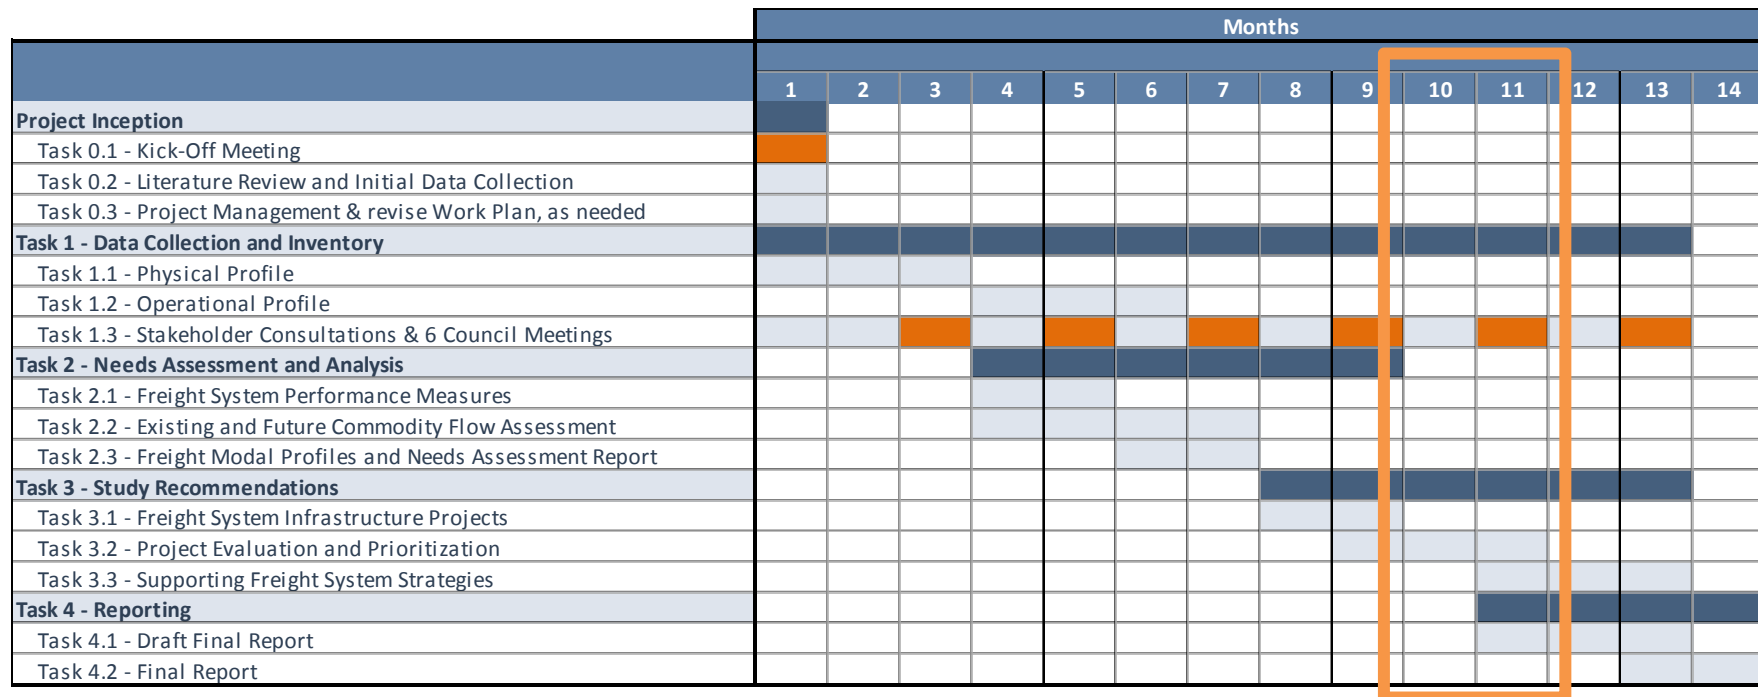 Months
1 2 3 4 5 6 7 8 9 10 11 12 13 14
Project Inception
Task 0.1 - Kick-Off Meeting
Task 0.2 - Literature Review and Initial Data Collection
Task 0.3 - Project Management & revise Work Plan, as needed
Task 1 - Data Collection and Inventory
Task 1.1 - Physical Profile
Task 1.2 - Operational Profile
Task 1.3 - Stakeholder Consultations & 6 Council Meetings
Task 2 - Needs Assessment and Analysis
Task 2.1 - Freight System Performance Measures
Task 2.2 - Existing and Future Commodity Flow Assessment
Task 2.3 - Freight Modal Profiles and Needs Assessment Report
Task 3 - Study Recommendations
Task 3.1 - Freight System Infrastructure Projects
Task 3.2 - Project Evaluation and Prioritization
Task 3.3 - Supporting Freight System Strategies
Task 4 - Reporting
Task 4.1 - Draft Final Report
Task 4.2 - Final Report